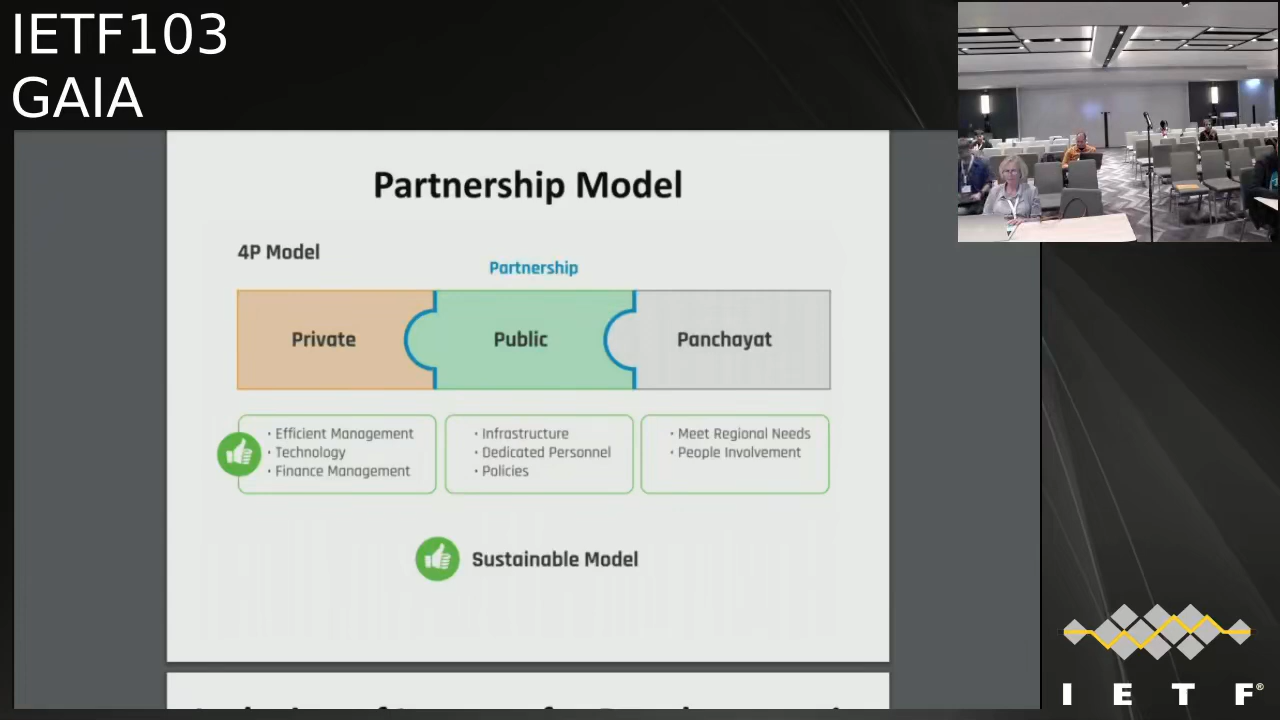 IETF103
GAIA
Partnership Model
4P Model
Partnership
Private
Public
Panchayat
· Efficient Management
· Technology
· Finance Management
· Infrastructure
· Dedicated Personnel
· Policies
· Meet Regional Needs
· People Involvement
Sustainable Model
I E T F®